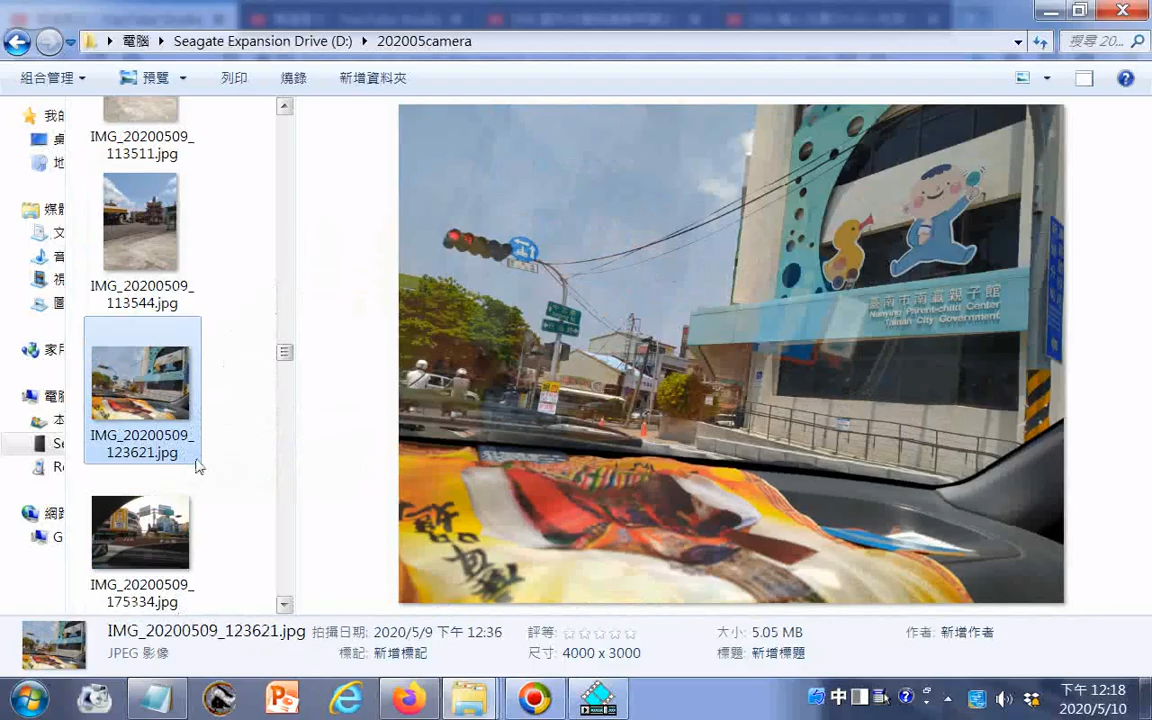 電腦 ▸ Seagate Expansion Drive (D:) ▸ 202005camera
搜尋 20...
組合管理 預覽 列印 燒錄 新增資料夾
IMG_20200509_
113511.jpg
IMG_20200509_
113544.jpg
IMG_20200509_
123621.jpg
IMG_20200509_
175334.jpg
臺南市南瀛親子館
Nanying Parent-child Center
Tainan City Government
IMG_20200509_123621.jpg
JPEG 影像
拍攝日期: 2020/5/9 下午 12:36
標記: 新增標記
評等:
尺寸: 4000 x 3000
大小: 5.05 MB
標題: 新增標題
作者: 新增作者
中
下午 12:18
2020/5/10